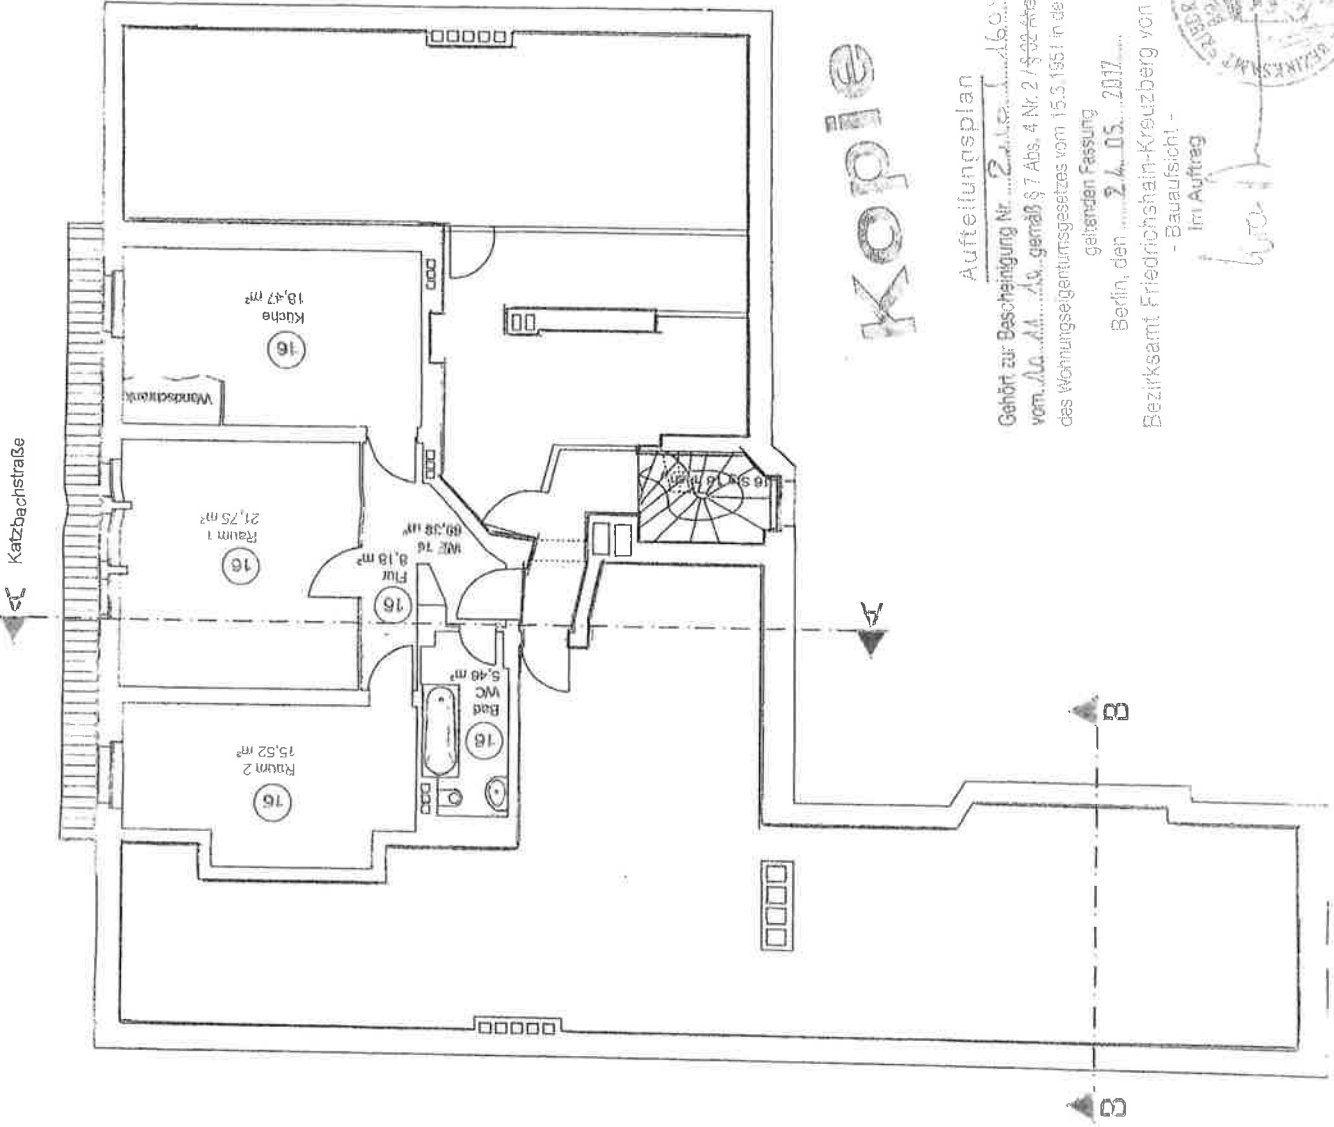 Katzbachstraße
A
Küche
18,47 m²
16
Wandschrank
Raum 1
21,75 m²
16
WE 16
69,38 m²
Flur
8,18 m²
16
Raum 2
15,52 m²
16
Bad
WC
5,46 m²
16
A
B
B
Kopie
Aufteilungsplan
Gehört zur Bescheinigung Nr.
vom gemäß § 7 Abs. 4 Nr. 2 /
des Wohnungseigentumsgesetzes vom 15.3.1951 in de
geltenden Fassung
Berlin, den 24. 05. 2017
Bezirksamt Friedrichshain-Kreuzberg von
- Bauaufsicht -
Im Auftrag